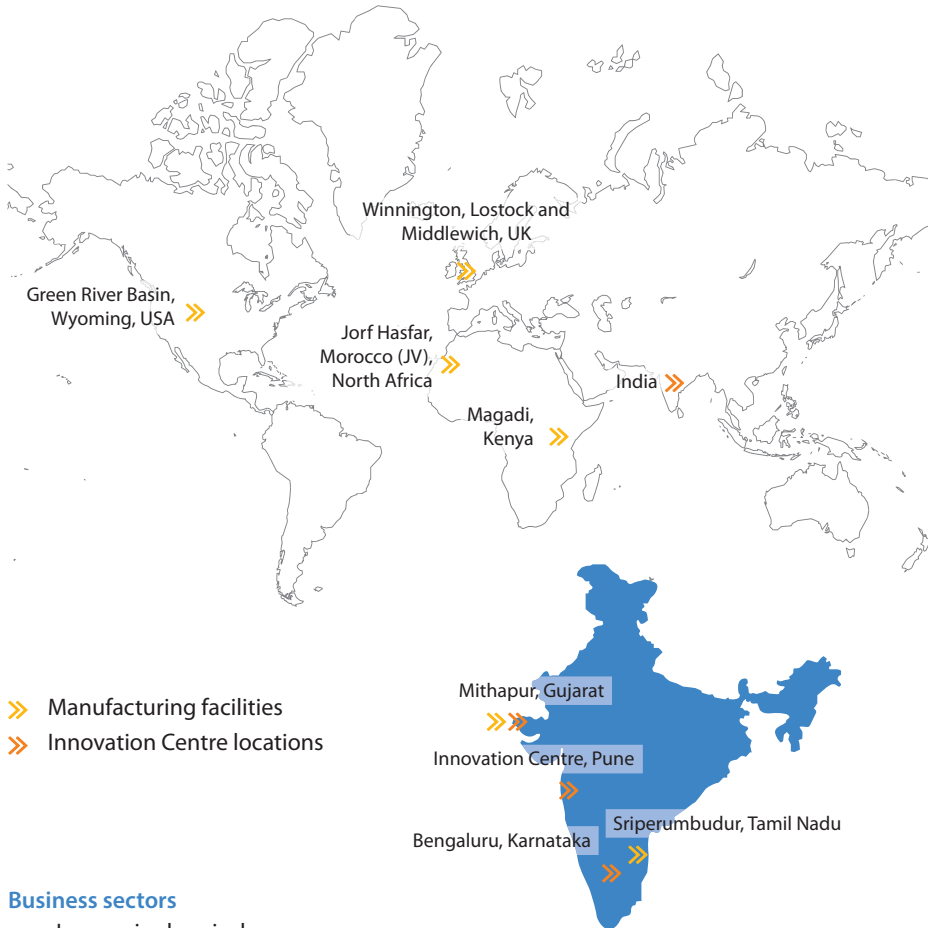 Winnington, Lostock and
Middlewich, UK
Green River Basin,
Wyoming, USA
Jorf Hasfar,
Morocco (JV),
North Africa
India
Magadi,
Kenya
Manufacturing facilities
Innovation Centre locations
Mithapur, Gujarat
Innovation Centre, Pune
Sriperumbudur, Tamil Nadu
Bengaluru, Karnataka
Business sectors